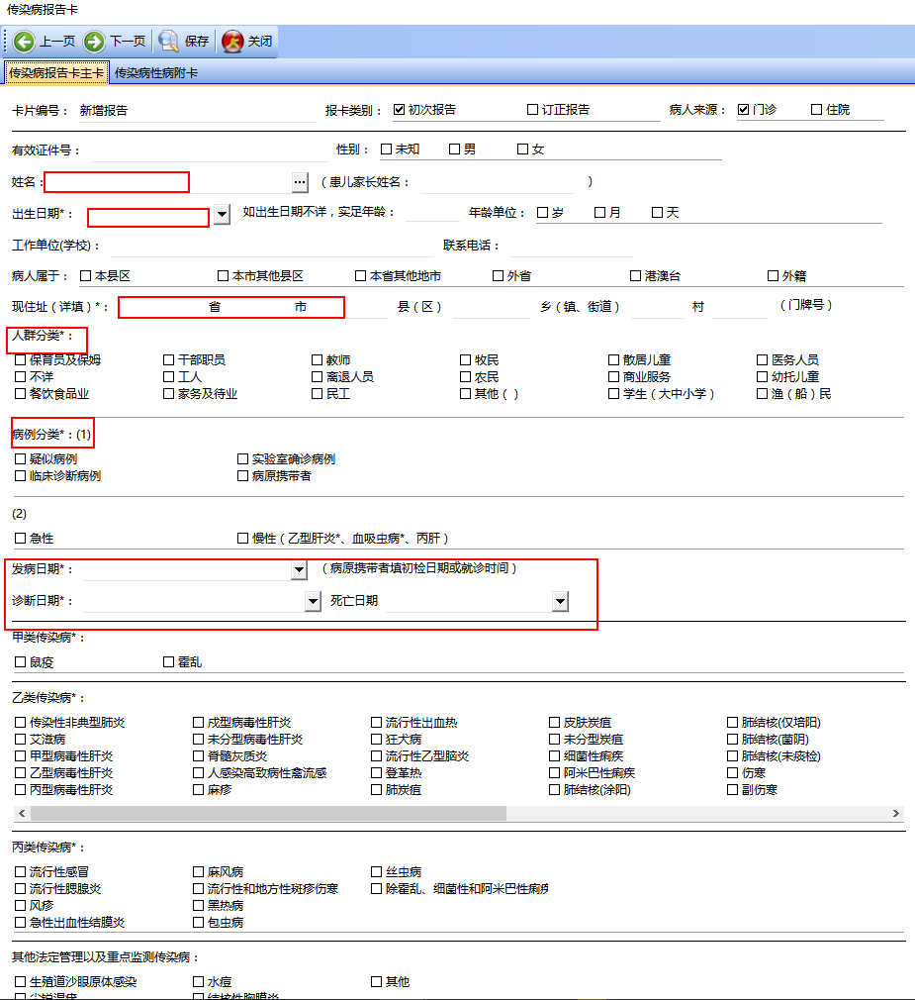 传染病报告卡
上一页 下一页 保存 关闭
传染病报告卡主卡 传染病性病附卡
卡片编号： 新增报告 报卡类别： 初次报告 订正报告 病人来源： 门诊 住院
有效证件号： 性别： 未知 男 女
姓名： ... （患儿家长姓名： ）
出生日期*： 如出生日期不详，实足年龄： 年龄单位： 岁 月 天
工作单位(学校)： 联系电话：
病人属于： 本县区 本市其他县区 本省其他地市 外省 港澳台 外籍
现住址（详填）*： 省 市 县（区） 乡（镇、街道） 村 （门牌号）
人群分类*：
保育员及保姆 干部职员 教师 牧民 散居儿童 医务人员
不详 工人 离退人员 农民 商业服务 幼托儿童
餐饮食品业 家务及待业 民工 其他（ ） 学生（大中小学） 渔（船）民
病例分类*：(1)
疑似病例 实验室确诊病例
临床诊断病例 病原携带者
(2)
急性 慢性（乙型肝炎*、血吸虫病*、丙肝）
发病日期*： （病原携带者填初检日期或就诊时间）
诊断日期*： 死亡日期
甲类传染病*：
鼠疫 霍乱
乙类传染病*：
传染性非典型肺炎 戍型病毒性肝炎 流行性出血热 皮肤炭疽 肺结核(仅培阳)
艾滋病 未分型病毒性肝炎 狂犬病 未分型炭疽 肺结核(菌阴)
甲型病毒性肝炎 脊髓灰质炎 流行性乙型脑炎 细菌性痢疾 肺结核(未痰检)
乙型病毒性肝炎 人感染高致病性禽流感 登革热 阿米巴性痢疾 伤寒
丙型病毒性肝炎 麻疹 肺炭疽 肺结核(涂阳) 副伤寒
丙类传染病*：
流行性感冒 麻风病 丝虫病
流行性腮腺炎 流行性和地方性斑疹伤寒 除霍乱、细菌性和阿米巴性痢疾
风疹 黑热病
急性出血性结膜炎 包虫病
其他法定管理以及重点监测传染病：
生殖道沙眼原体感染 水痘 其他
尖锐湿疣 结核性胸膜炎